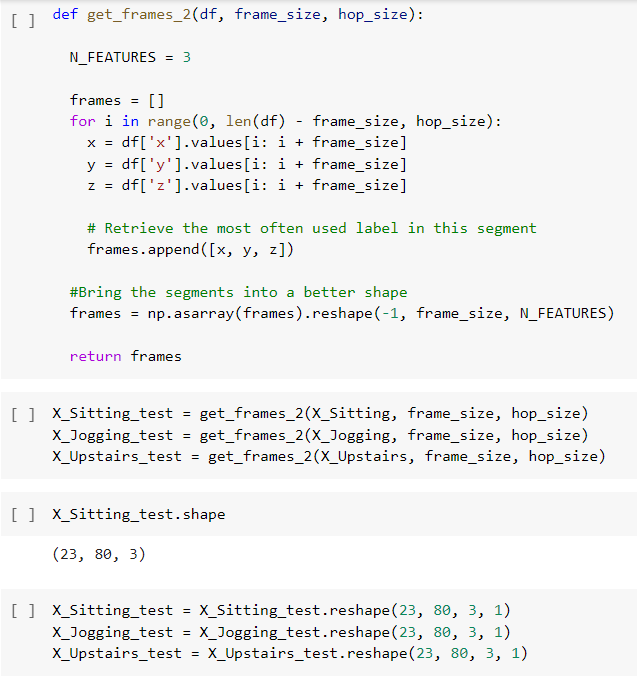 [ ] def get_frames_2(df, frame_size, hop_size):
N_FEATURES = 3
frames = []
for i in range(0, len(df) - frame_size, hop_size):
x = df['x'].values[i: i + frame_size]
y = df['y'].values[i: i + frame_size]
z = df['z'].values[i: i + frame_size]
# Retrieve the most often used label in this segment
frames.append([x, y, z])
#Bring the segments into a better shape
frames = np.asarray(frames).reshape(-1, frame_size, N_FEATURES)
return frames
[ ] X_Sitting_test = get_frames_2(X_Sitting, frame_size, hop_size)
X_Jogging_test = get_frames_2(X_Jogging, frame_size, hop_size)
X_Upstairs_test = get_frames_2(X_Upstairs, frame_size, hop_size)
[ ] X_Sitting_test.shape
(23, 80, 3)
[ ] X_Sitting_test = X_Sitting_test.reshape(23, 80, 3, 1)
X_Jogging_test = X_Jogging_test.reshape(23, 80, 3, 1)
X_Upstairs_test = X_Upstairs_test.reshape(23, 80, 3, 1)